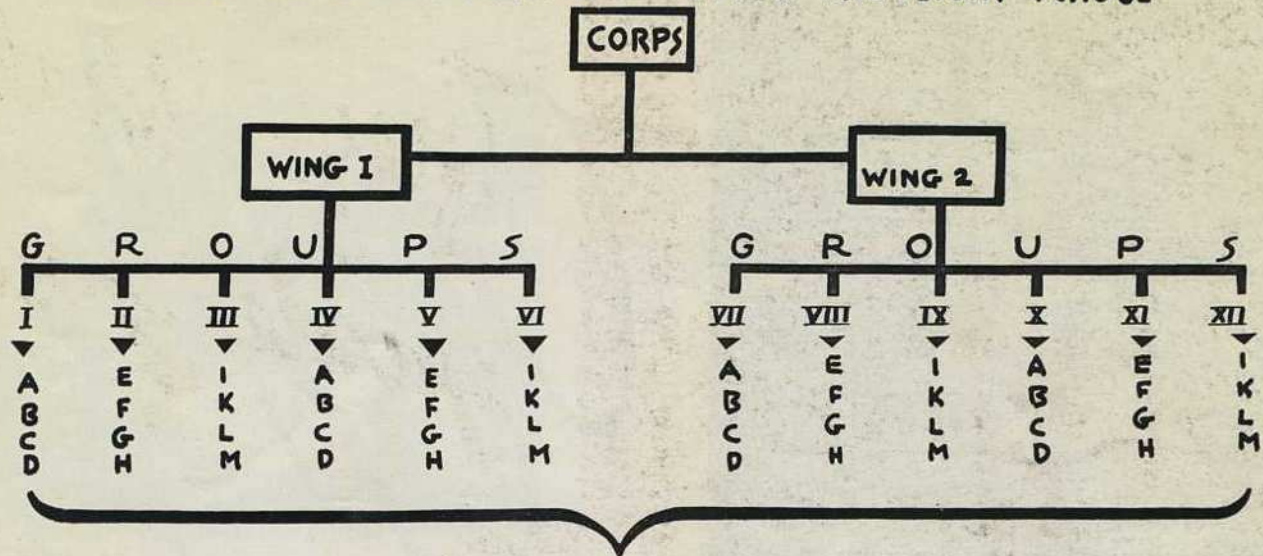 CORPS
WING I WING 2
G R O U P S G R O U P S
I II III IV V VI VII VIII IX X XI XII
A E I A E I A E I A E I
B F K B F K B F K B F K
C G L C G L C G L C G L
D H M D H M D H M D H M